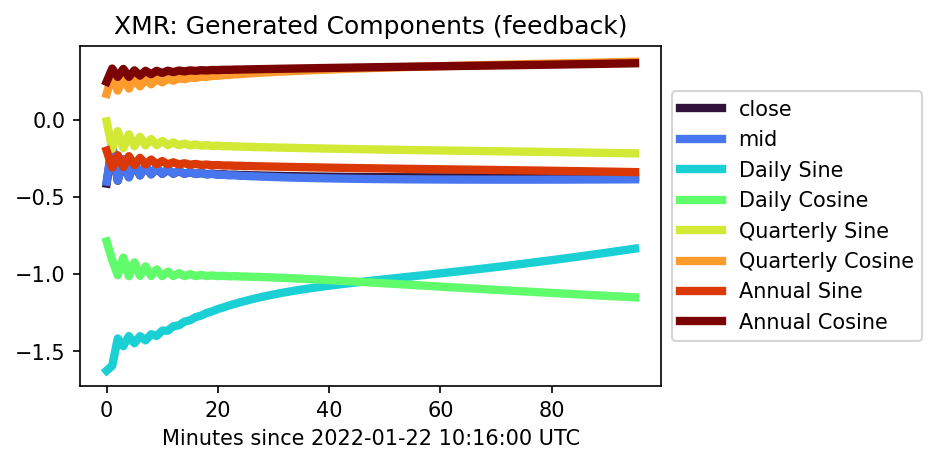 XMR: Generated Components (feedback)
0.0
−0.5
−1.0
−1.5
0
20
40
60
80
Minutes since 2022-01-22 10:16:00 UTC
close
mid
Daily Sine
Daily Cosine
Quarterly Sine
Quarterly Cosine
Annual Sine
Annual Cosine